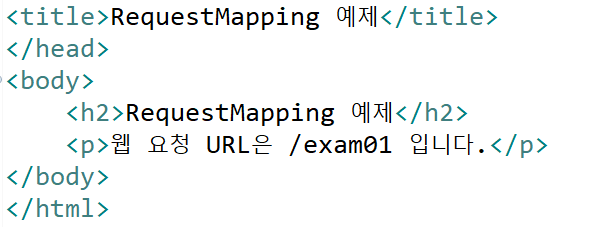 <title>RequestMapping 예제</title>
</head>
<body>
    <h2>RequestMapping 예제</h2>
    <p>웹 요청 URL은 /exam01 입니다.</p>
</body>
</html>